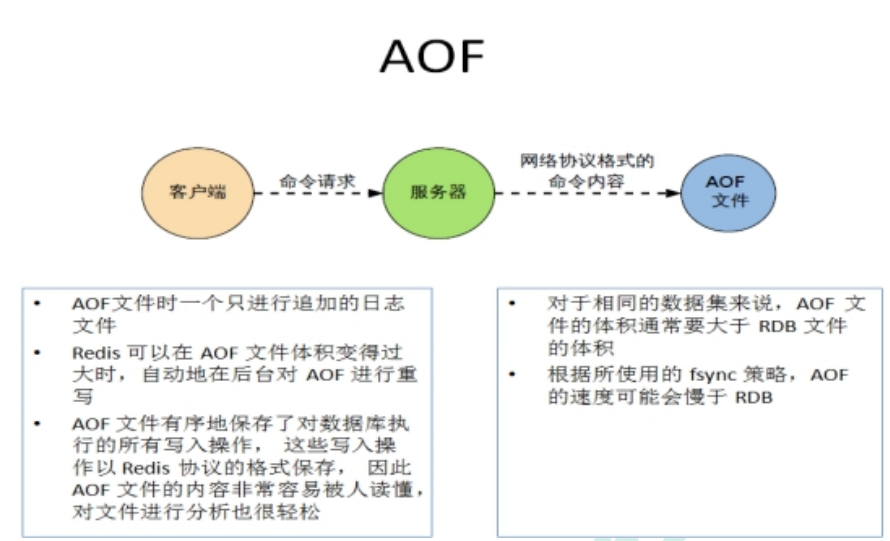 AOF
客户端
命令请求
服务器
网络协议格式的
命令内容
AOF
文件
• AOF文件时一个只进行追加的日志
文件
• Redis 可以在 AOF 文件体积变得过
大时，自动地在后台对 AOF 进行重
写
• AOF 文件有序地保存了对数据库执
行的所有写入操作， 这些写入操
作以 Redis 协议的格式保存， 因此
AOF 文件的内容非常容易被人读懂，
对文件进行分析也很轻松
• 对于相同的数据集来说，AOF 文
件的体积通常要大于 RDB 文件
的体积
• 根据所使用的 fsync 策略，AOF
的速度可能会慢于 RDB